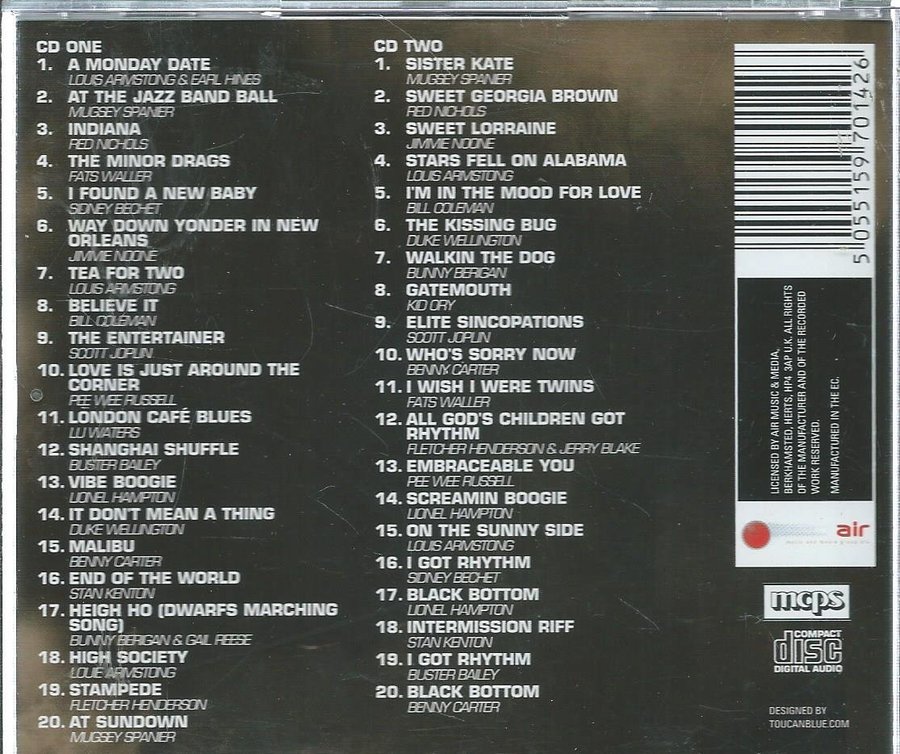 CD ONE
1. A MONDAY DATE
LOUIS ARMSTONG & EARL HINES
2. AT THE JAZZ BAND BALL
MUGSEY SPANIER
3. INDIANA
RED NICHOLS
4. THE MINOR DRAGS
FATS WALLER
5. I FOUND A NEW BABY
SIDNEY BECHET
6. WAY DOWN YONDER IN NEW
ORLEANS
JIMMIE NOONE
7. TEA FOR TWO
LOUIS ARMSTONG
8. BELIEVE IT
BILL COLEMAN
9. THE ENTERTAINER
SCOTT JOPLIN
10. LOVE IS JUST AROUND THE
CORNER
PEE WEE RUSSELL
11. LONDON CAFÉ BLUES
LU WATERS
12. SHANGHAI SHUFFLE
BUSTER BAILEY
13. VIBE BOOGIE
LIONEL HAMPTON
14. IT DON'T MEAN A THING
DUKE WELLINGTON
15. MALIBU
BENNY CARTER
16. END OF THE WORLD
STAN KENTON
17. HEIGH HO (DWARFS MARCHING
SONG)
BUNNY BERIGAN & GAIL REESE
18. HIGH SOCIETY
LOUIE ARMSTONG
19. STAMPEDE
FLETCHER HENDERSON
20. AT SUNDOWN
MUGSEY SPANIER
CD TWO
1. SISTER KATE
MUGSEY SPANIER
2. SWEET GEORGIA BROWN
RED NICHOLS
3. SWEET LORRAINE
JIMMIE NOONE
4. STARS FELL ON ALABAMA
LOUIS ARMSTONG
5. I'M IN THE MOOD FOR LOVE
BILL COLEMAN
6. THE KISSING BUG
DUKE WELLINGTON
7. WALKIN THE DOG
BUNNY BERIGAN
8. GATEMOUTH
KID ORY
9. ELITE SINCOPATIONS
SCOTT JOPLIN
10. WHO'S SORRY NOW
BENNY CARTER
11. I WISH I WERE TWINS
FATS WALLER
12. ALL GOD'S CHILDREN GOT
RHYTHM
FLETCHER HENDERSON & JERRY BLAKE
13. EMBRACEABLE YOU
PEE WEE RUSSELL
14. SCREAMIN BOOGIE
LIONEL HAMPTON
15. ON THE SUNNY SIDE
LOUIS ARMSTONG
16. I GOT RHYTHM
SIDNEY BECHET
17. BLACK BOTTOM
LIONEL HAMPTON
18. INTERMISSION RIFF
STAN KENTON
19. I GOT RHYTHM
BUSTER BAILEY
20. BLACK BOTTOM
BENNY CARTER
5 055159 701426
LICENSED BY AIR MUSIC & MEDIA,
BERKHAMSTED, HERTS, HP4 3AP U.K. ALL RIGHTS
OF THE MANUFACTURER AND OF THE RECORDED
WORK RESERVED.
MANUFACTURED IN THE EC.
air
mcps
COMPACT
disc
DIGITAL AUDIO
DESIGNED BY
TOUCANBLUE.COM